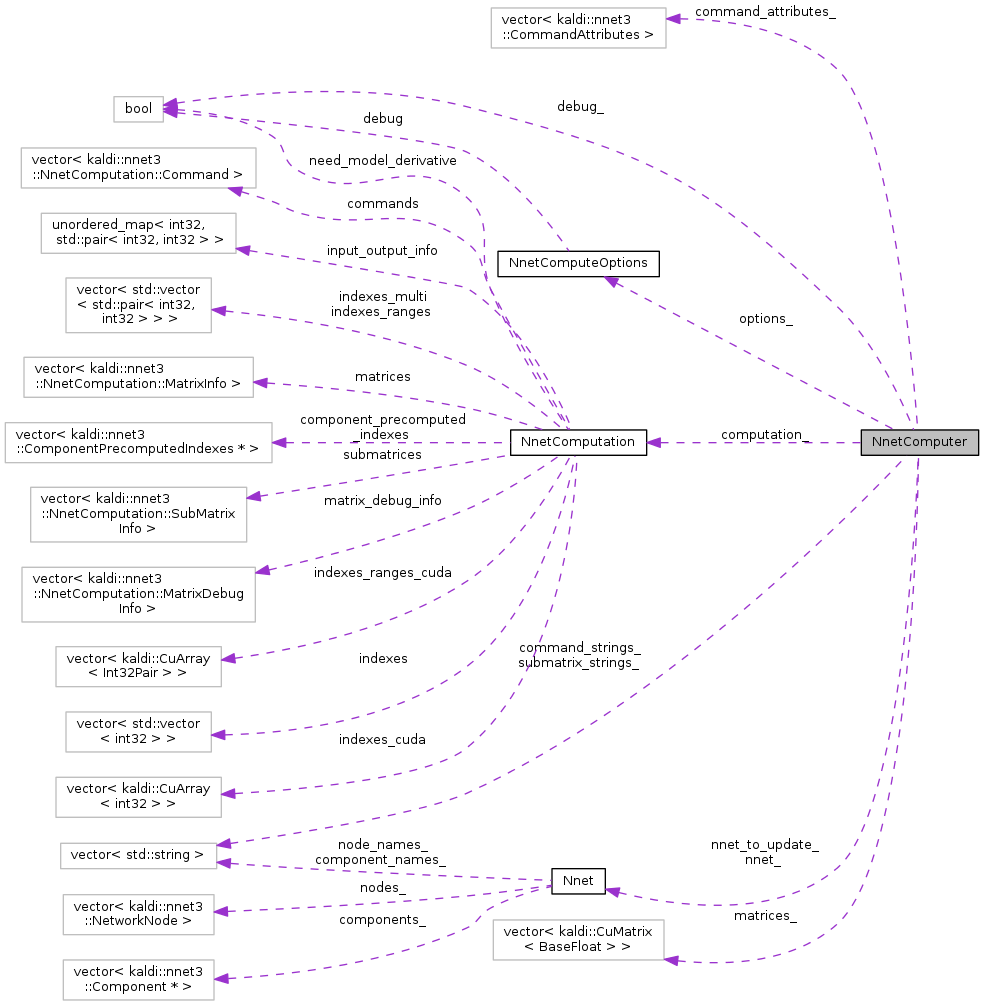 command_attributes_
vector< kaldi::nnet3
::CommandAttributes >
bool
debug_
debug
need_model_derivative
vector< kaldi::nnet3
::NnetComputation::Command >
commands
unordered_map< int32,
std::pair< int32, int32 > >
input_output_info
NnetComputeOptions
vector< std::vector
< std::pair< int32,
int32 > > >
indexes_multi
indexes_ranges
options_
vector< kaldi::nnet3
::NnetComputation::MatrixInfo >
matrices
vector< kaldi::nnet3
::ComponentPrecomputedIndexes * >
component_precomputed
_indexes
NnetComputation
computation_
NnetComputer
submatrices
vector< kaldi::nnet3
::NnetComputation::SubMatrix
Info >
matrix_debug_info
vector< kaldi::nnet3
::NnetComputation::MatrixDebug
Info >
indexes_ranges_cuda
vector< kaldi::CuArray
< Int32Pair > >
indexes
command_strings_
submatrix_strings_
vector< std::vector
< int32 > >
indexes_cuda
vector< kaldi::CuArray
< int32 > >
vector< std::string >
node_names_
component_names_
nnet_to_update_
nnet_
Nnet
nodes_
vector< kaldi::nnet3
::NetworkNode >
components_
matrices_
vector< kaldi::CuMatrix
< BaseFloat > >
vector< kaldi::nnet3
::Component * >